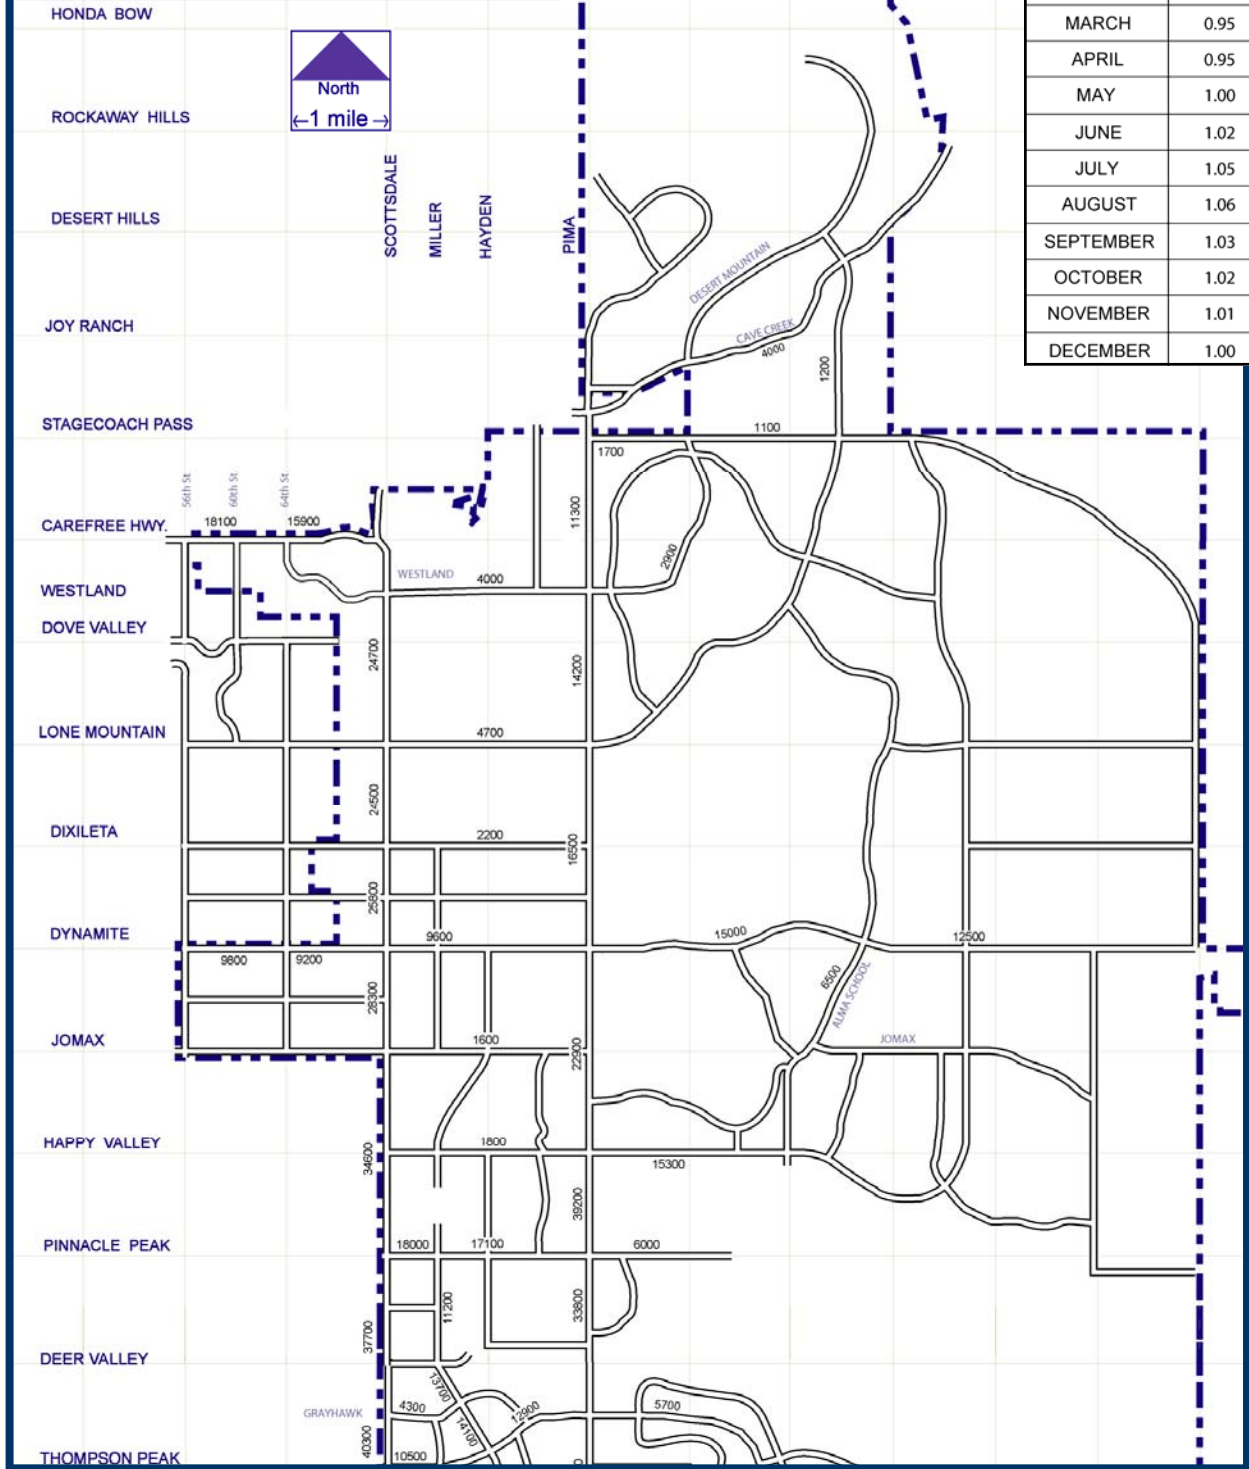 HONDA BOW
MARCH 0.95
North
APRIL 0.95
MAY 1.00
←1 mile→
ROCKAWAY HILLS
JUNE 1.02
JULY 1.05
SCOTTSDALE
MILLER
HAYDEN
PIMA
DESERT HILLS
AUGUST 1.06
SEPTEMBER 1.03
DESERT MOUNTAIN
OCTOBER 1.02
NOVEMBER 1.01
JOY RANCH
CAVE CREEK
4000
DECEMBER 1.00
1200
STAGECOACH PASS
1100
1700
56th St
60th St
64th St
11300
CAREFREE HWY.
18100
15900
2900
WESTLAND
4000
WESTLAND
DOVE VALLEY
24700
14200
LONE MOUNTAIN
4700
24500
DIXILETA
2200
16500
25800
DYNAMITE
9600
15000
12500
9800
9200
6500
ALMA SCHOOL
28300
JOMAX
1600
22900
JOMAX
HAPPY VALLEY
1800
34600
15300
39200
PINNACLE PEAK
18000
17100
6000
11200
33800
37700
DEER VALLEY
13700
GRAYHAWK
4300
12900
5700
14100
40300
THOMPSON PEAK
10500